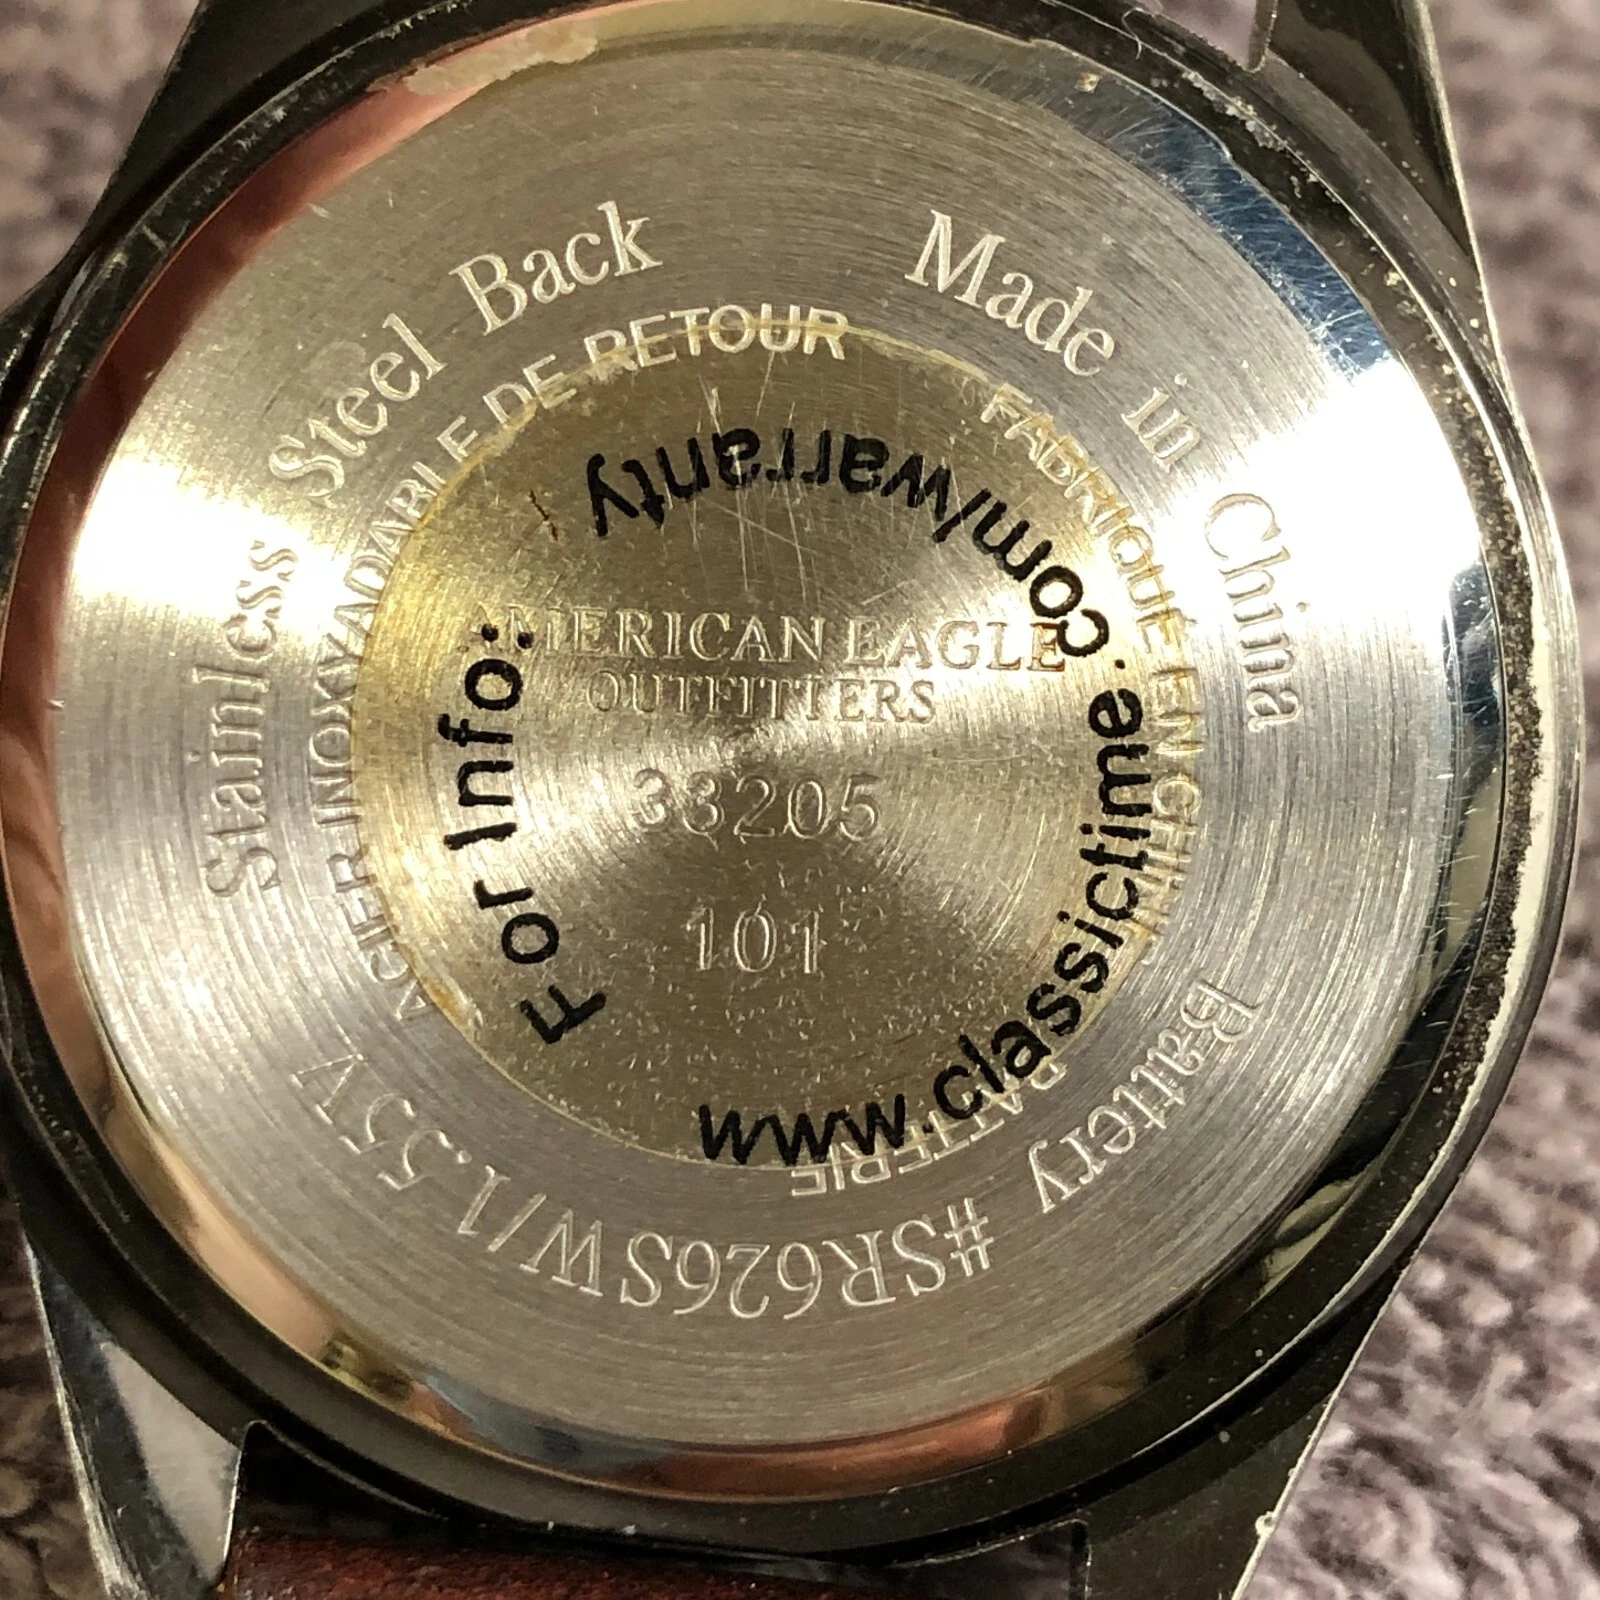 Stainless Steel Back
Made in China
Battery #SR626SW/1.55V
ACIER INOXYADABLE DE RETOUR
FABRIQUE EN CHINE
BATTERIE
For Info: www.classictime.com/warranty
AMERICAN EAGLE
OUTFITTERS
33205
101